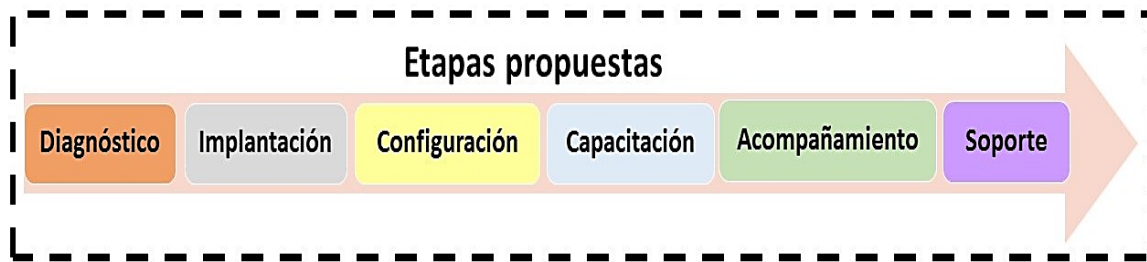 Etapas propuestas
Diagnóstico Implantación Configuración Capacitación Acompañamiento Soporte